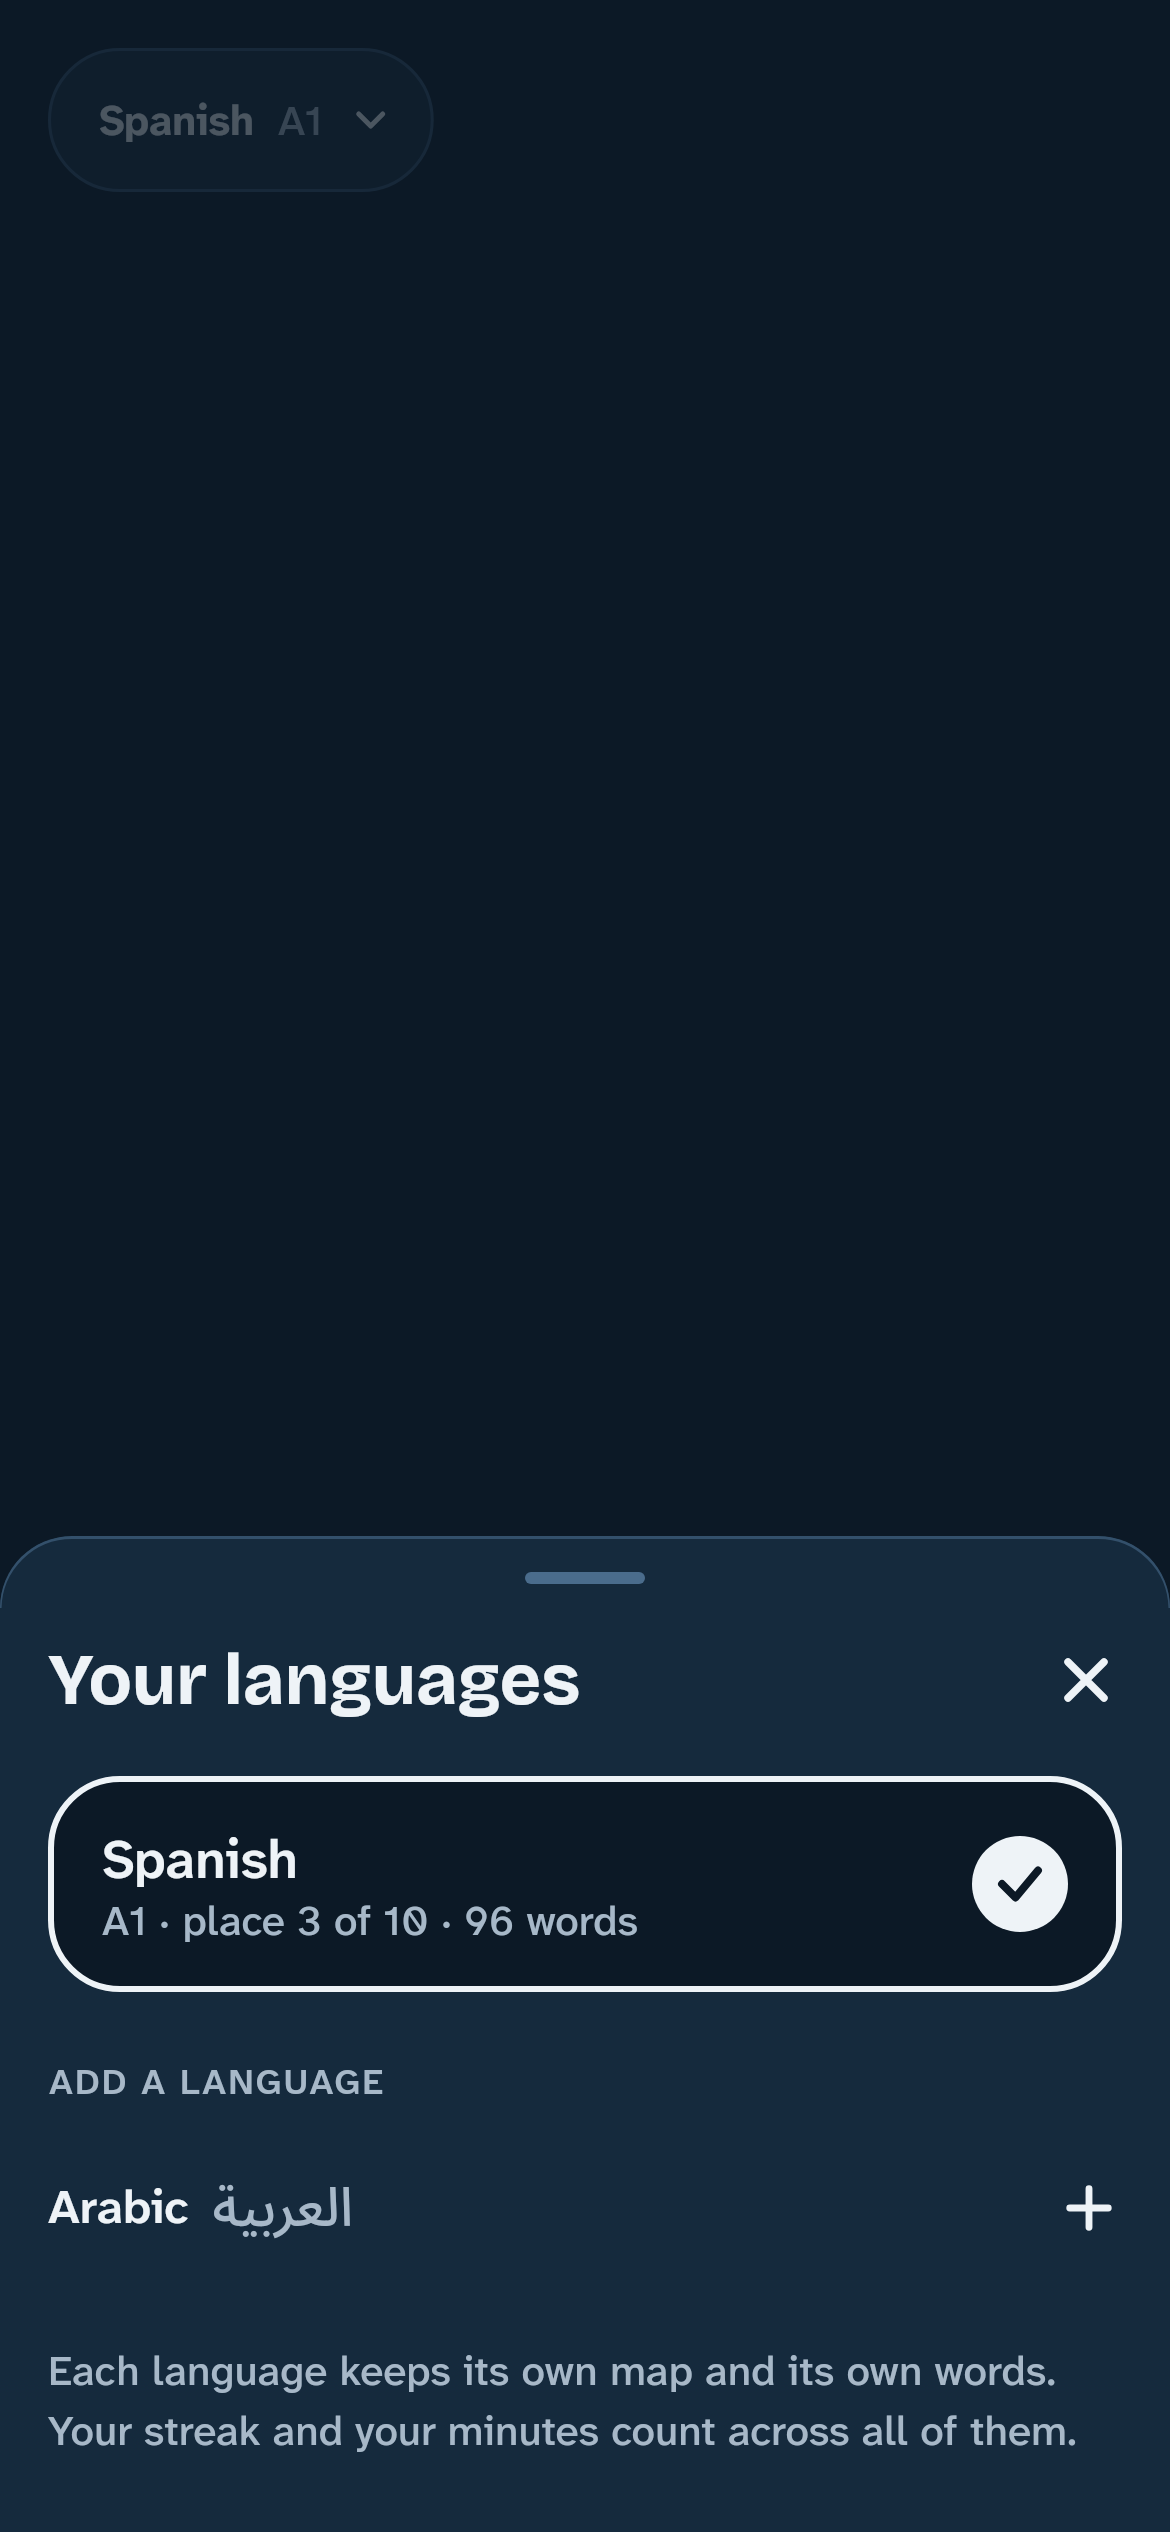 Spanish A1
Your languages
Spanish
A1 · place 3 of 10 · 96 words
ADD A LANGUAGE
Arabic العربية
Each language keeps its own map and its own words.
Your streak and your minutes count across all of them.